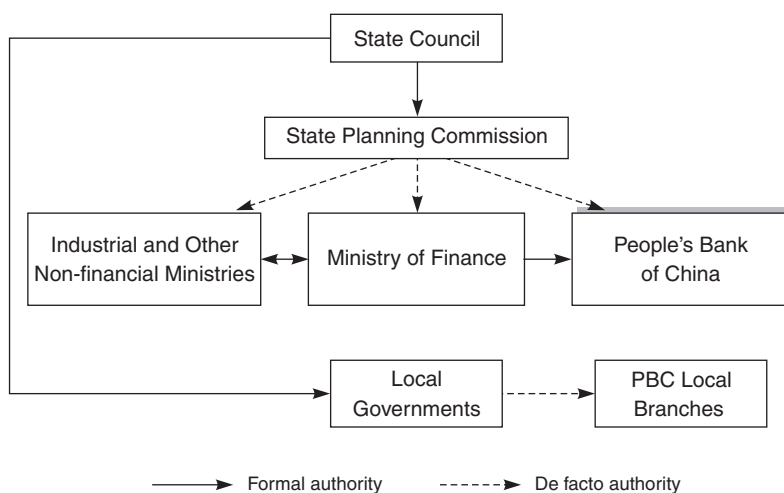 State Council
State Planning Commission
Industrial and Other
Non-financial Ministries
Ministry of Finance
People’s Bank
of China
Local
Governments
PBC Local
Branches
Formal authority
De facto authority